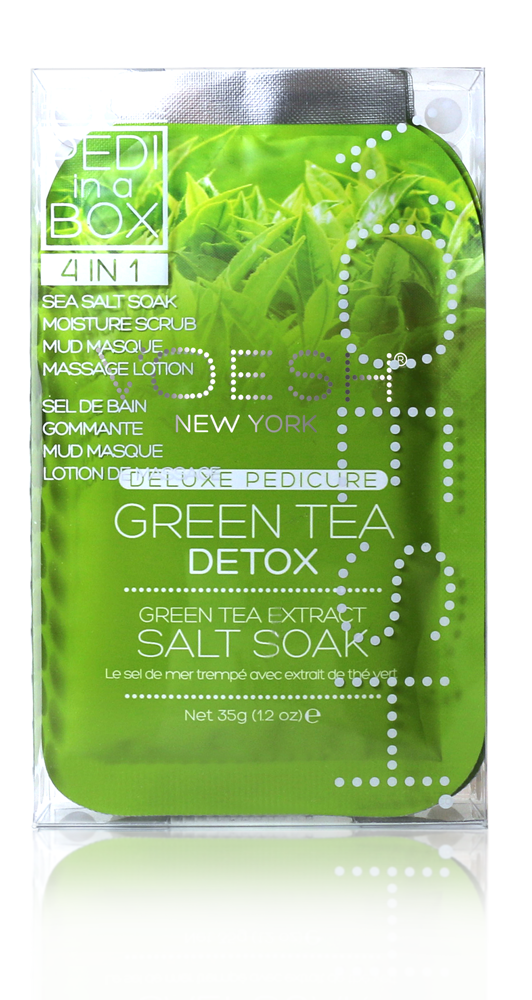 PEDI
in a
BOX
4 IN 1
SEA SALT SOAK
MOISTURE SCRUB
MUD MASQUE
MASSAGE LOTION
SEL DE BAIN
GOMMANTE
MUD MASQUE
LOTION DE MASSAGE
VOESH®
NEW YORK
DELUXE PEDICURE
GREEN TEA
DETOX
GREEN TEA EXTRACT
SALT SOAK
Le sel de mer trempé avec extrait de thé vert
Net 35g (1.2 oz) ℮
VOESH